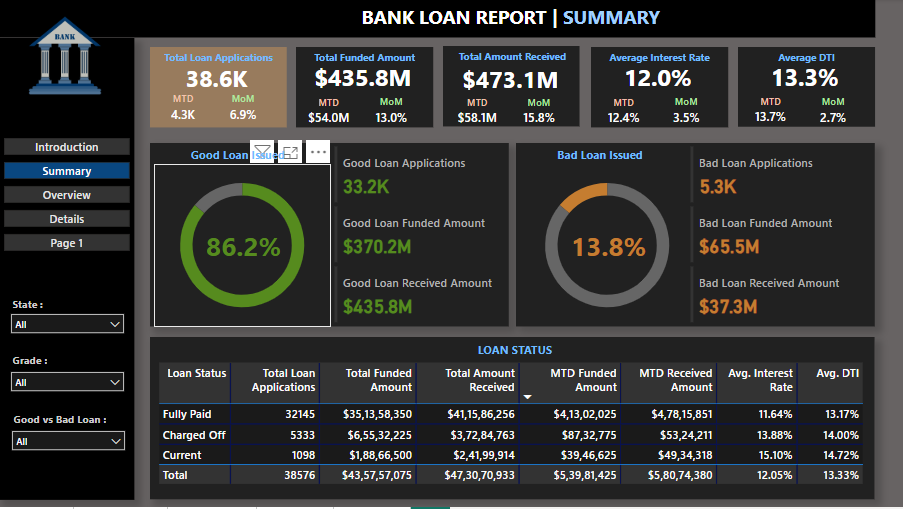 BANK LOAN REPORT | SUMMARY
BANK
Introduction
Summary
Overview
Details
Page 1
State :
All
Grade :
All
Good vs Bad Loan :
All
Total Loan Applications
38.6K
MTD MoM
4.3K 6.9%
Total Funded Amount
$435.8M
MTD MoM
$54.0M 13.0%
Total Amount Received
$473.1M
MTD MoM
$58.1M 15.8%
Average Interest Rate
12.0%
MTD MoM
12.4% 3.5%
Average DTI
13.3%
MTD MoM
13.7% 2.7%
Good Loan Issued
86.2%
Good Loan Applications
33.2K
Good Loan Funded Amount
$370.2M
Good Loan Received Amount
$435.8M
Bad Loan Issued
13.8%
Bad Loan Applications
5.3K
Bad Loan Funded Amount
$65.5M
Bad Loan Received Amount
$37.3M
LOAN STATUS
Loan Status Total Loan Applications Total Funded Amount Total Amount Received MTD Funded Amount MTD Received Amount Avg. Interest Rate Avg. DTI
Fully Paid 32145 $35,13,58,350 $41,15,86,256 $4,13,02,025 $4,78,15,851 11.64% 13.17%
Charged Off 5333 $6,55,32,225 $3,72,84,763 $87,32,775 $53,24,211 13.88% 14.00%
Current 1098 $1,88,66,500 $2,41,99,914 $39,46,625 $49,34,318 15.10% 14.72%
Total 38576 $43,57,57,075 $47,30,70,933 $5,39,81,425 $5,80,74,380 12.05% 13.33%